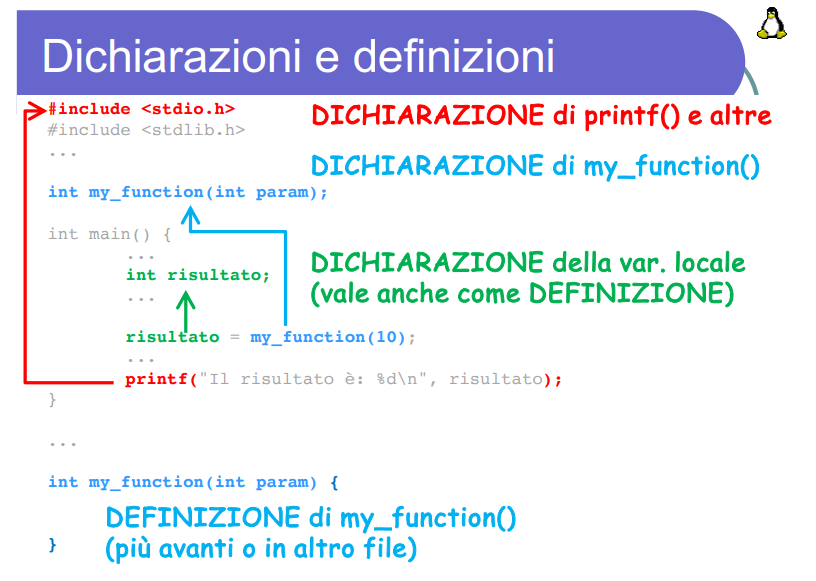 Dichiarazioni e definizioni
#include <stdio.h>
DICHIARAZIONE di printf() e altre
#include <stdlib.h>
...
DICHIARAZIONE di my_function()
int my_function(int param);
int main() {
...
DICHIARAZIONE della var. locale
int risultato;
(vale anche come DEFINIZIONE)
...
risultato = my_function(10);
...
printf("Il risultato è: %d\n", risultato);
}
...
int my_function(int param) {
DEFINIZIONE di my_function()
(più avanti o in altro file)
}